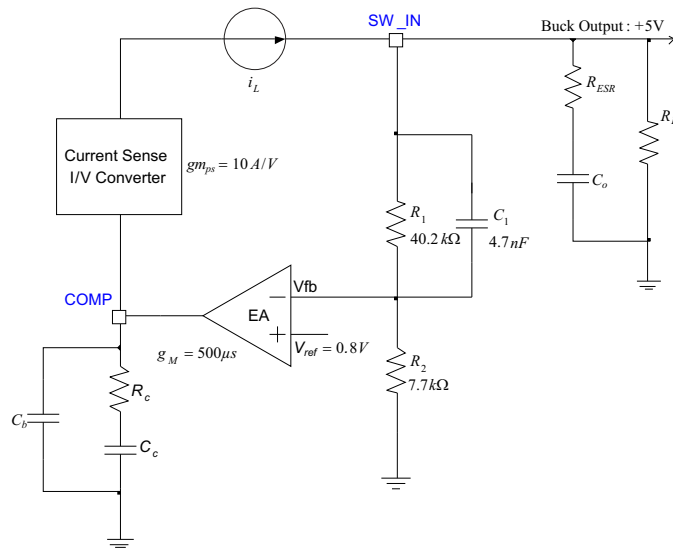 SW_IN
Buck Output : +5V
i_L
R_ESR
Current Sense
I/V Converter
gm_ps = 10 A/V
C_o
R_1
40.2 kΩ
C_1
4.7nF
COMP
Vfb
EA
g_M = 500μs
V_ref = 0.8V
R_2
7.7kΩ
R_c
C_b
C_c